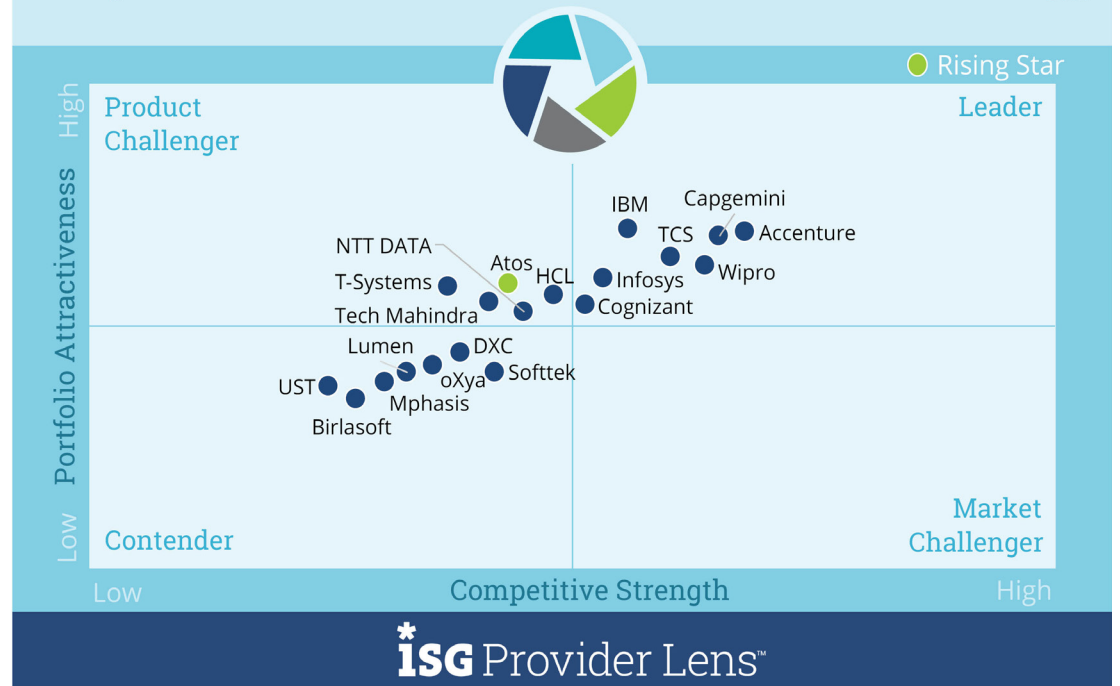 Rising Star
High
Product
Challenger
Leader
Portfolio Attractiveness
IBM
Capgemini
TCS
Accenture
NTT DATA
Atos
HCL
Infosys
Wipro
T-Systems
Tech Mahindra
Cognizant
Lumen
DXC
UST
oXya
Softtek
Mphasis
Birlasoft
Low
Contender
Market
Challenger
Low
Competitive Strength
High
*ISG Provider Lens™